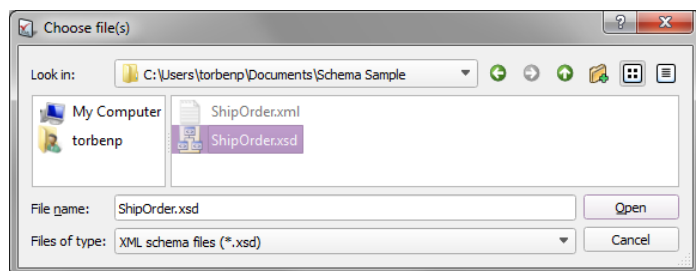 Choose file(s)
Look in: C:\Users\torbenp\Documents\Schema Sample
My Computer
torbenp
ShipOrder.xml
ShipOrder.xsd
File name: ShipOrder.xsd Open
Files of type: XML schema files (*.xsd) Cancel